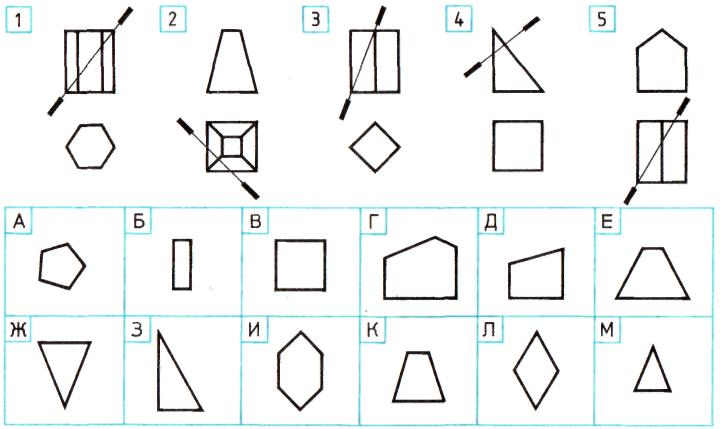 1 2 3 4 5
А Б В Г Д Е
Ж З И К Л М